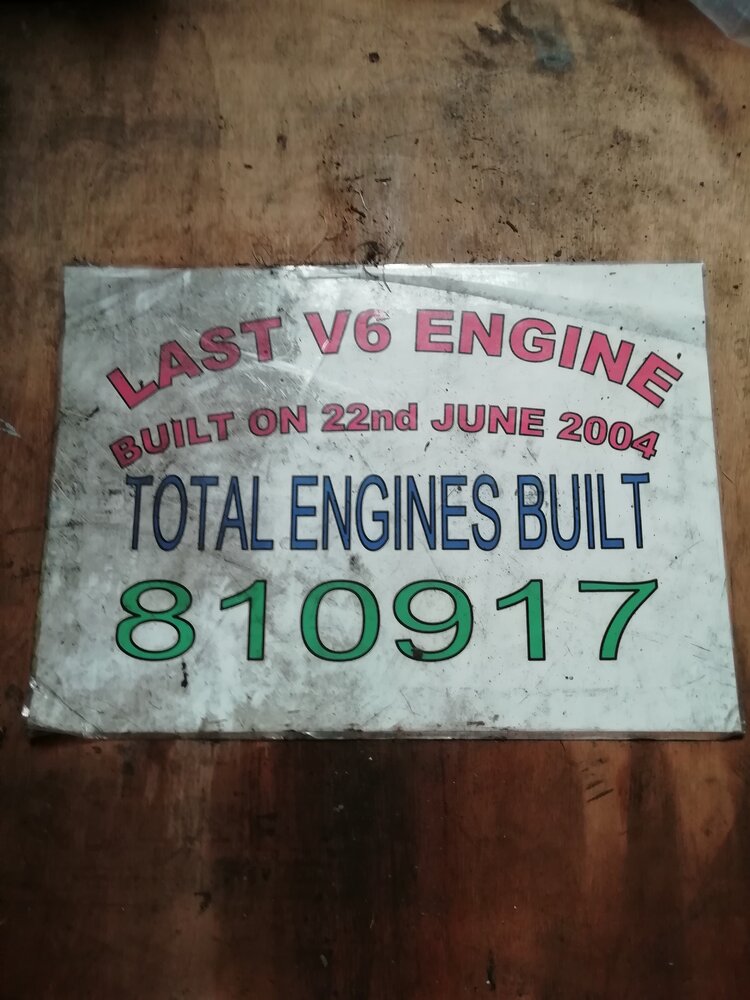 LAST V6 ENGINE
BUILT ON 22nd JUNE 2004
TOTAL ENGINES BUILT
810917